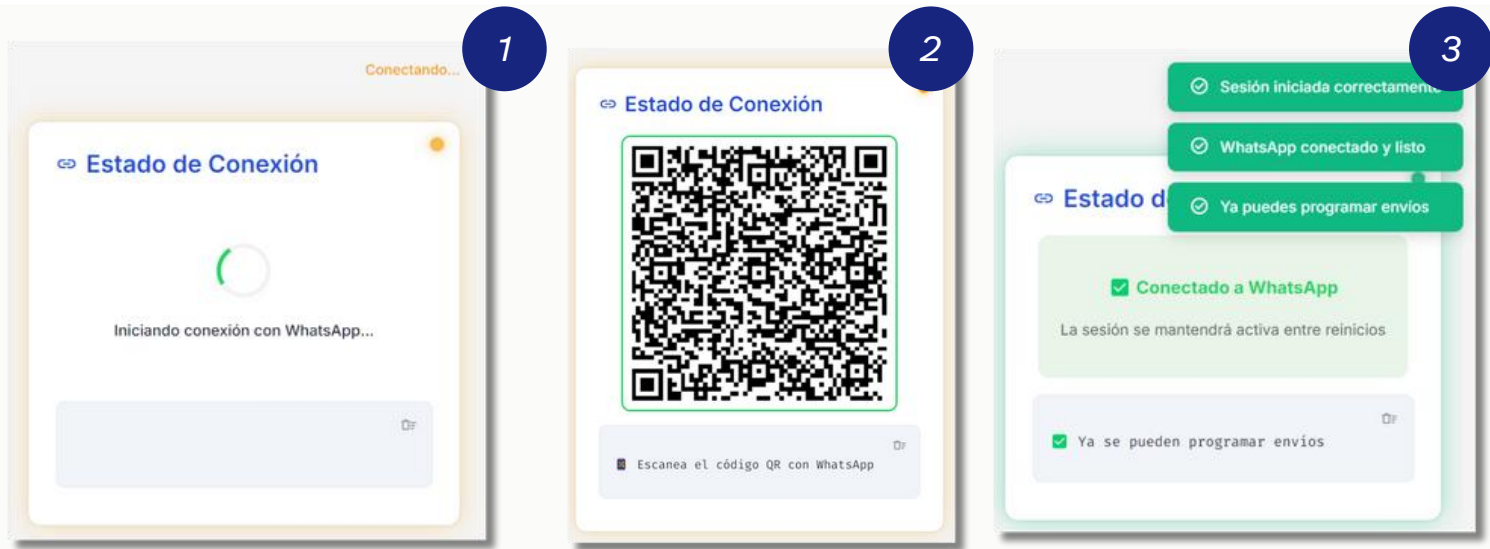 1
Conectando...
Estado de Conexión
Iniciando conexión con WhatsApp...
2
Estado de Conexión
Escanea el código QR con WhatsApp
3
Sesión iniciada correctamente
WhatsApp conectado y listo
Ya puedes programar envíos
Estado d
Conectado a WhatsApp
La sesión se mantendrá activa entre reinicios
Ya se pueden programar envíos